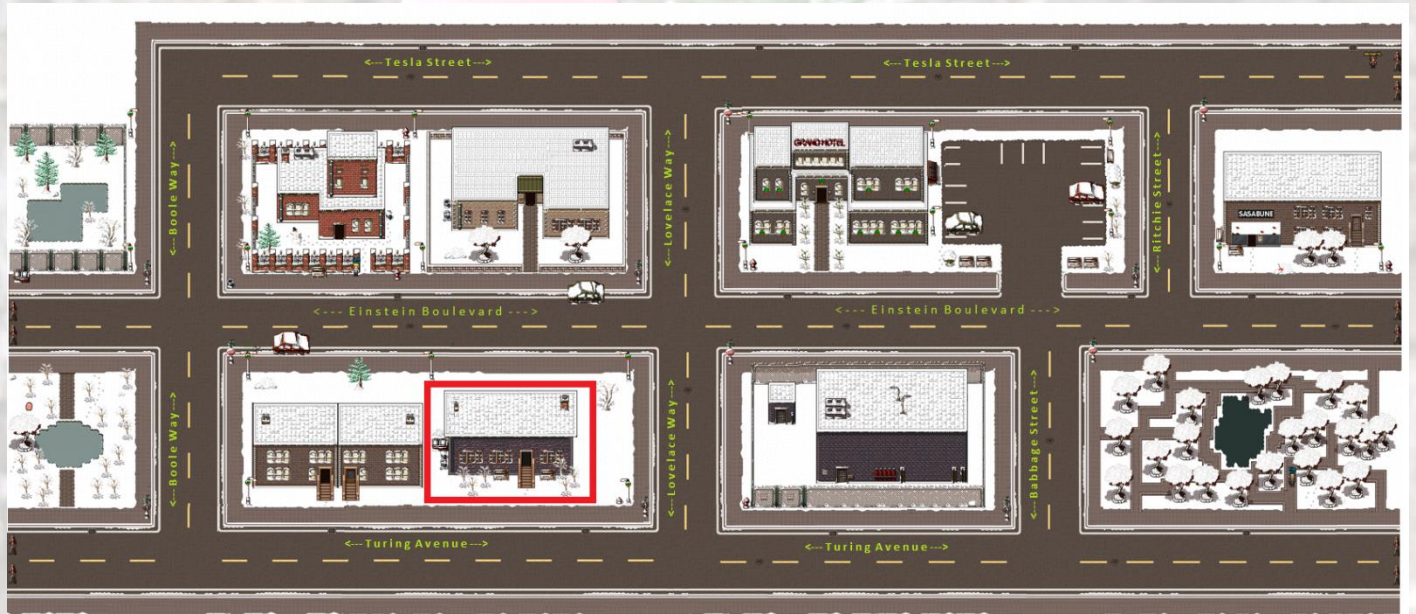 <---Tesla Street--->
<---Tesla Street--->
<---Boole Way--->
<---Lovelace Way--->
GRAND HOTEL
<---Ritchie Street--->
SASABUNE
<--- Einstein Boulevard --->
<--- Einstein Boulevard --->
<---Boole Way--->
<---Lovelace Way--->
<---Babbage Street--->
<---Turing Avenue--->
<---Turing Avenue--->